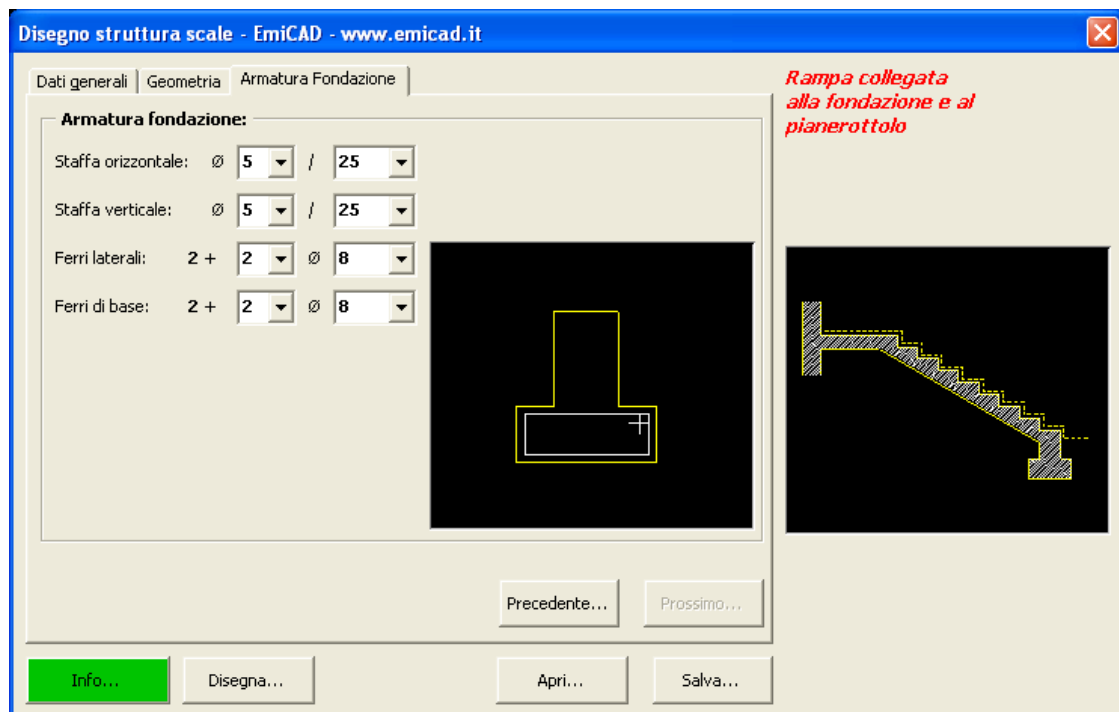 Disegno struttura scale - EmiCAD - www.emicad.it
Dati generali Geometria Armatura Fondazione
Rampa collegata
alla fondazione e al
pianerottolo
Armatura fondazione:
Staffa orizzontale: Ø 5 / 25
Staffa verticale: Ø 5 / 25
Ferri laterali: 2 + 2 Ø 8
Ferri di base: 2 + 2 Ø 8
Precedente... Prossimo...
Info... Disegna... Apri... Salva...